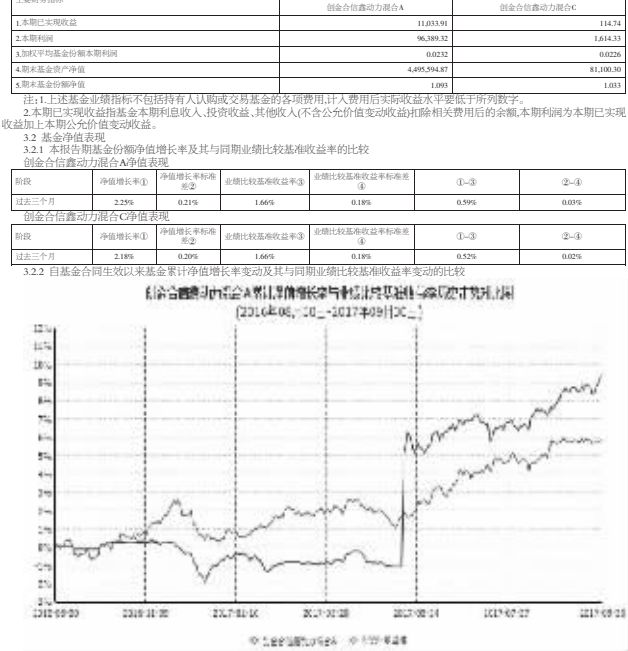 创金合信鑫动力混合A 创金合信鑫动力混合C
1.本期已实现收益 11,033.91 114.74
2.本期利润 96,389.32 1,614.33
3.加权平均基金份额本期利润 0.0232 0.0226
4.期末基金资产净值 4,495,594.87 81,100.30
5.期末基金份额净值 1.093 1.033
注:1.上述基金业绩指标不包括持有人认购或交易基金的各项费用,计入费用后实际收益水平要低于所列数字。
2.本期已实现收益指基金本期利息收入、投资收益、其他收入(不含公允价值变动收益)扣除相关费用后的余额,本期利润为本期已实现
收益加上本期公允价值变动收益。
3.2 基金净值表现
3.2.1 本报告期基金份额净值增长率及其与同期业绩比较基准收益率的比较
创金合信鑫动力混合A净值表现
阶段 净值增长率① 净值增长率标准差② 业绩比较基准收益率③ 业绩比较基准收益率标准差④ ①-③ ②-④
过去三个月 2.25% 0.21% 1.66% 0.18% 0.59% 0.03%
创金合信鑫动力混合C净值表现
阶段 净值增长率① 净值增长率标准差② 业绩比较基准收益率③ 业绩比较基准收益率标准差④ ①-③ ②-④
过去三个月 2.18% 0.20% 1.66% 0.18% 0.52% 0.02%
3.2.2 自基金合同生效以来基金累计净值增长率变动及其与同期业绩比较基准收益率变动的比较